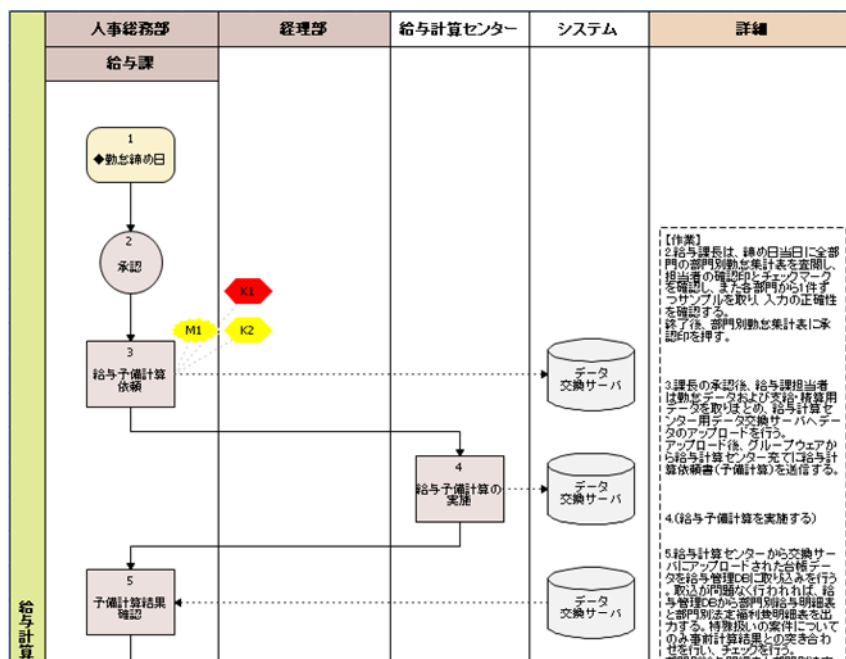 人事総務部
経理部
給与計算センター
システム
詳細
給与課
1
◆勤怠締め日
2
承認
K1
M1
K2
3
給与予備計算
依頼
データ
交換サーバ
4
給与予備計算の
実施
データ
交換サーバ
5
予備計算結果
確認
データ
交換サーバ
給与計算
【作業】
2.給与課長は、締め日当日に全部
門の部門別勤怠集計表を査閲し、
担当者の確認印とチェックマーク
を確認し、また各部門から1件ず
つサンプルを取り、入力の正確性
を確認する。
終了後、部門別勤怠集計表に承
認印を押す。
3.課長の承認後、給与課担当者
は勤怠データおよび支給・積算用
データを取りまとめ、給与計算セ
ンター用データ交換サーバへデー
タのアップロードを行う。
アップロード後、グループウェアか
ら給与計算センター充てに給与計
算依頼書(予備計算)を送信する。
4.(給与予備計算を実施する)
5.給与計算センターから交換サー
バにアップロードされた台帳デー
タを給与管理DBに取り込みを行う
。取込が問題なく行われれば、給
与管理DBから部門別給与明細表
と部門別法定福利費明細表を出
力する。特殊扱いの案件について
のみ事前計算結果との突き合わ
せを行い、チェックを行う。